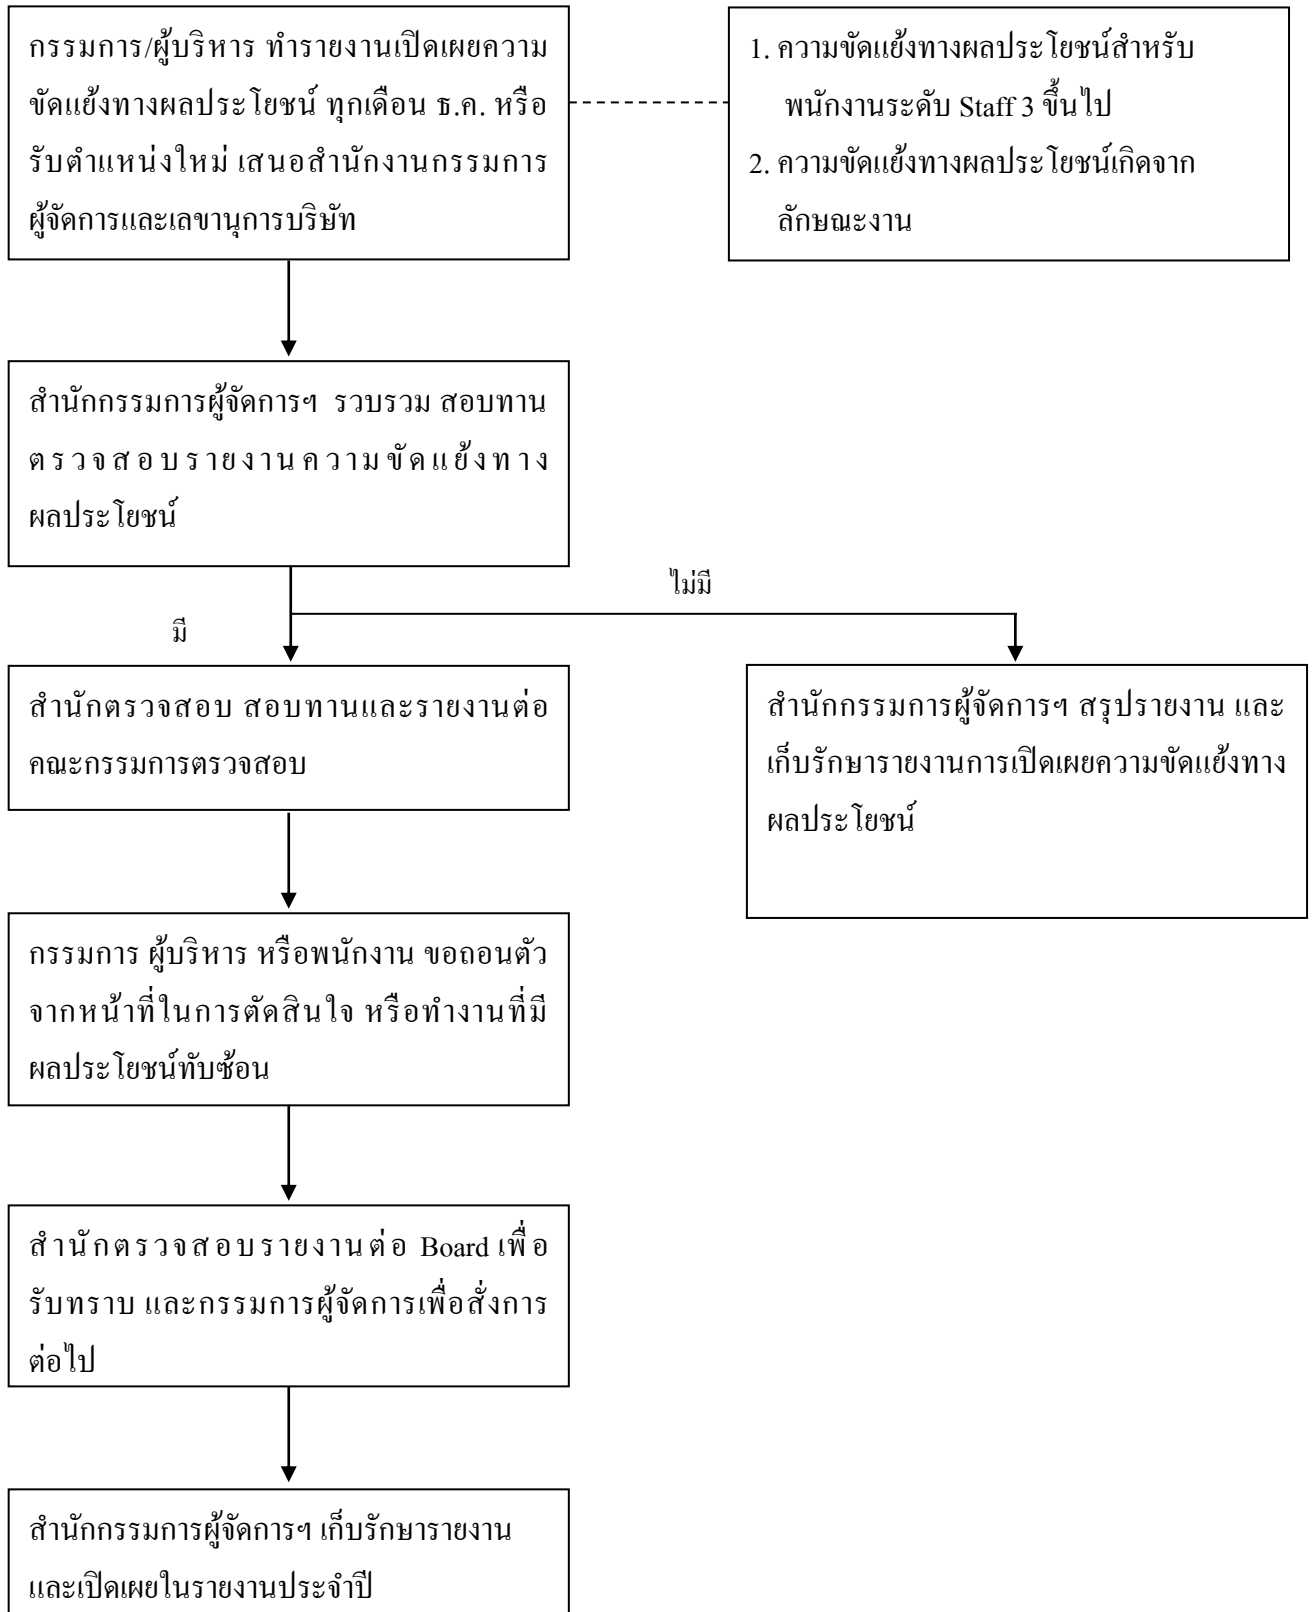 กรรมการ/ผู้บริหาร ทำรายงานเปิดเผยความ
ขัดแย้งทางผลประโยชน์ ทุกเดือน ธ.ค. หรือ
รับตำแหน่งใหม่ เสนอสำนักงานกรรมการ
ผู้จัดการและเลขานุการบริษัท
1. ความขัดแย้งทางผลประโยชน์สำหรับ
พนักงานระดับ Staff 3 ขึ้นไป
2. ความขัดแย้งทางผลประโยชน์เกิดจาก
ลักษณะงาน
สำนักกรรมการผู้จัดการฯ รวบรวม สอบทาน
ตรวจสอบรายงานความขัดแย้งทาง
ผลประโยชน์
ไม่มี
มี
สำนักตรวจสอบ สอบทานและรายงานต่อ
คณะกรรมการตรวจสอบ
สำนักกรรมการผู้จัดการฯ สรุปรายงาน และ
เก็บรักษารายงานการเปิดเผยความขัดแย้งทาง
ผลประโยชน์
กรรมการ ผู้บริหาร หรือพนักงาน ขอถอนตัว
จากหน้าที่ในการตัดสินใจ หรือทำงานที่มี
ผลประโยชน์ทับซ้อน
สำนักตรวจสอบรายงานต่อ Board เพื่อ
รับทราบ และกรรมการผู้จัดการเพื่อสั่งการ
ต่อไป
สำนักกรรมการผู้จัดการฯ เก็บรักษารายงาน
และเปิดเผยในรายงานประจำปี